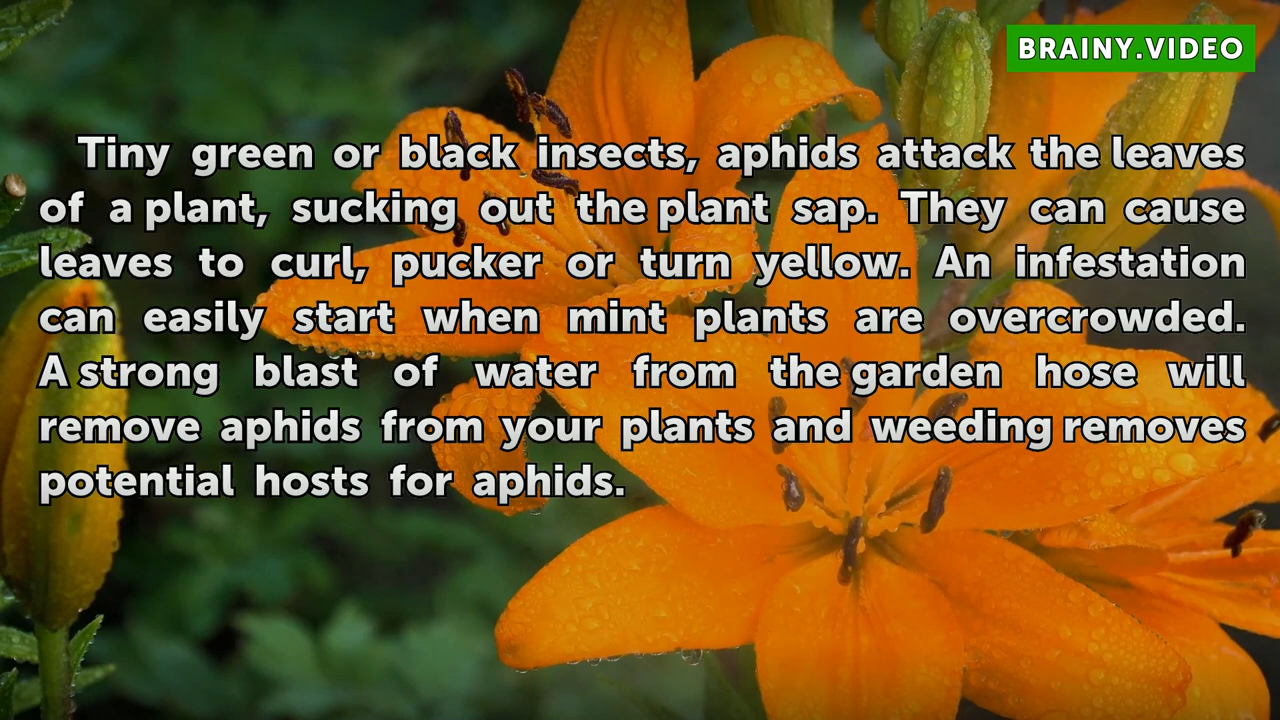 BRAINY.VIDEO
Tiny green or black insects, aphids attack the leaves
of a plant, sucking out the plant sap. They can cause
leaves to curl, pucker or turn yellow. An infestation
can easily start when mint plants are overcrowded.
A strong blast of water from the garden hose will
remove aphids from your plants and weeding removes
potential hosts for aphids.